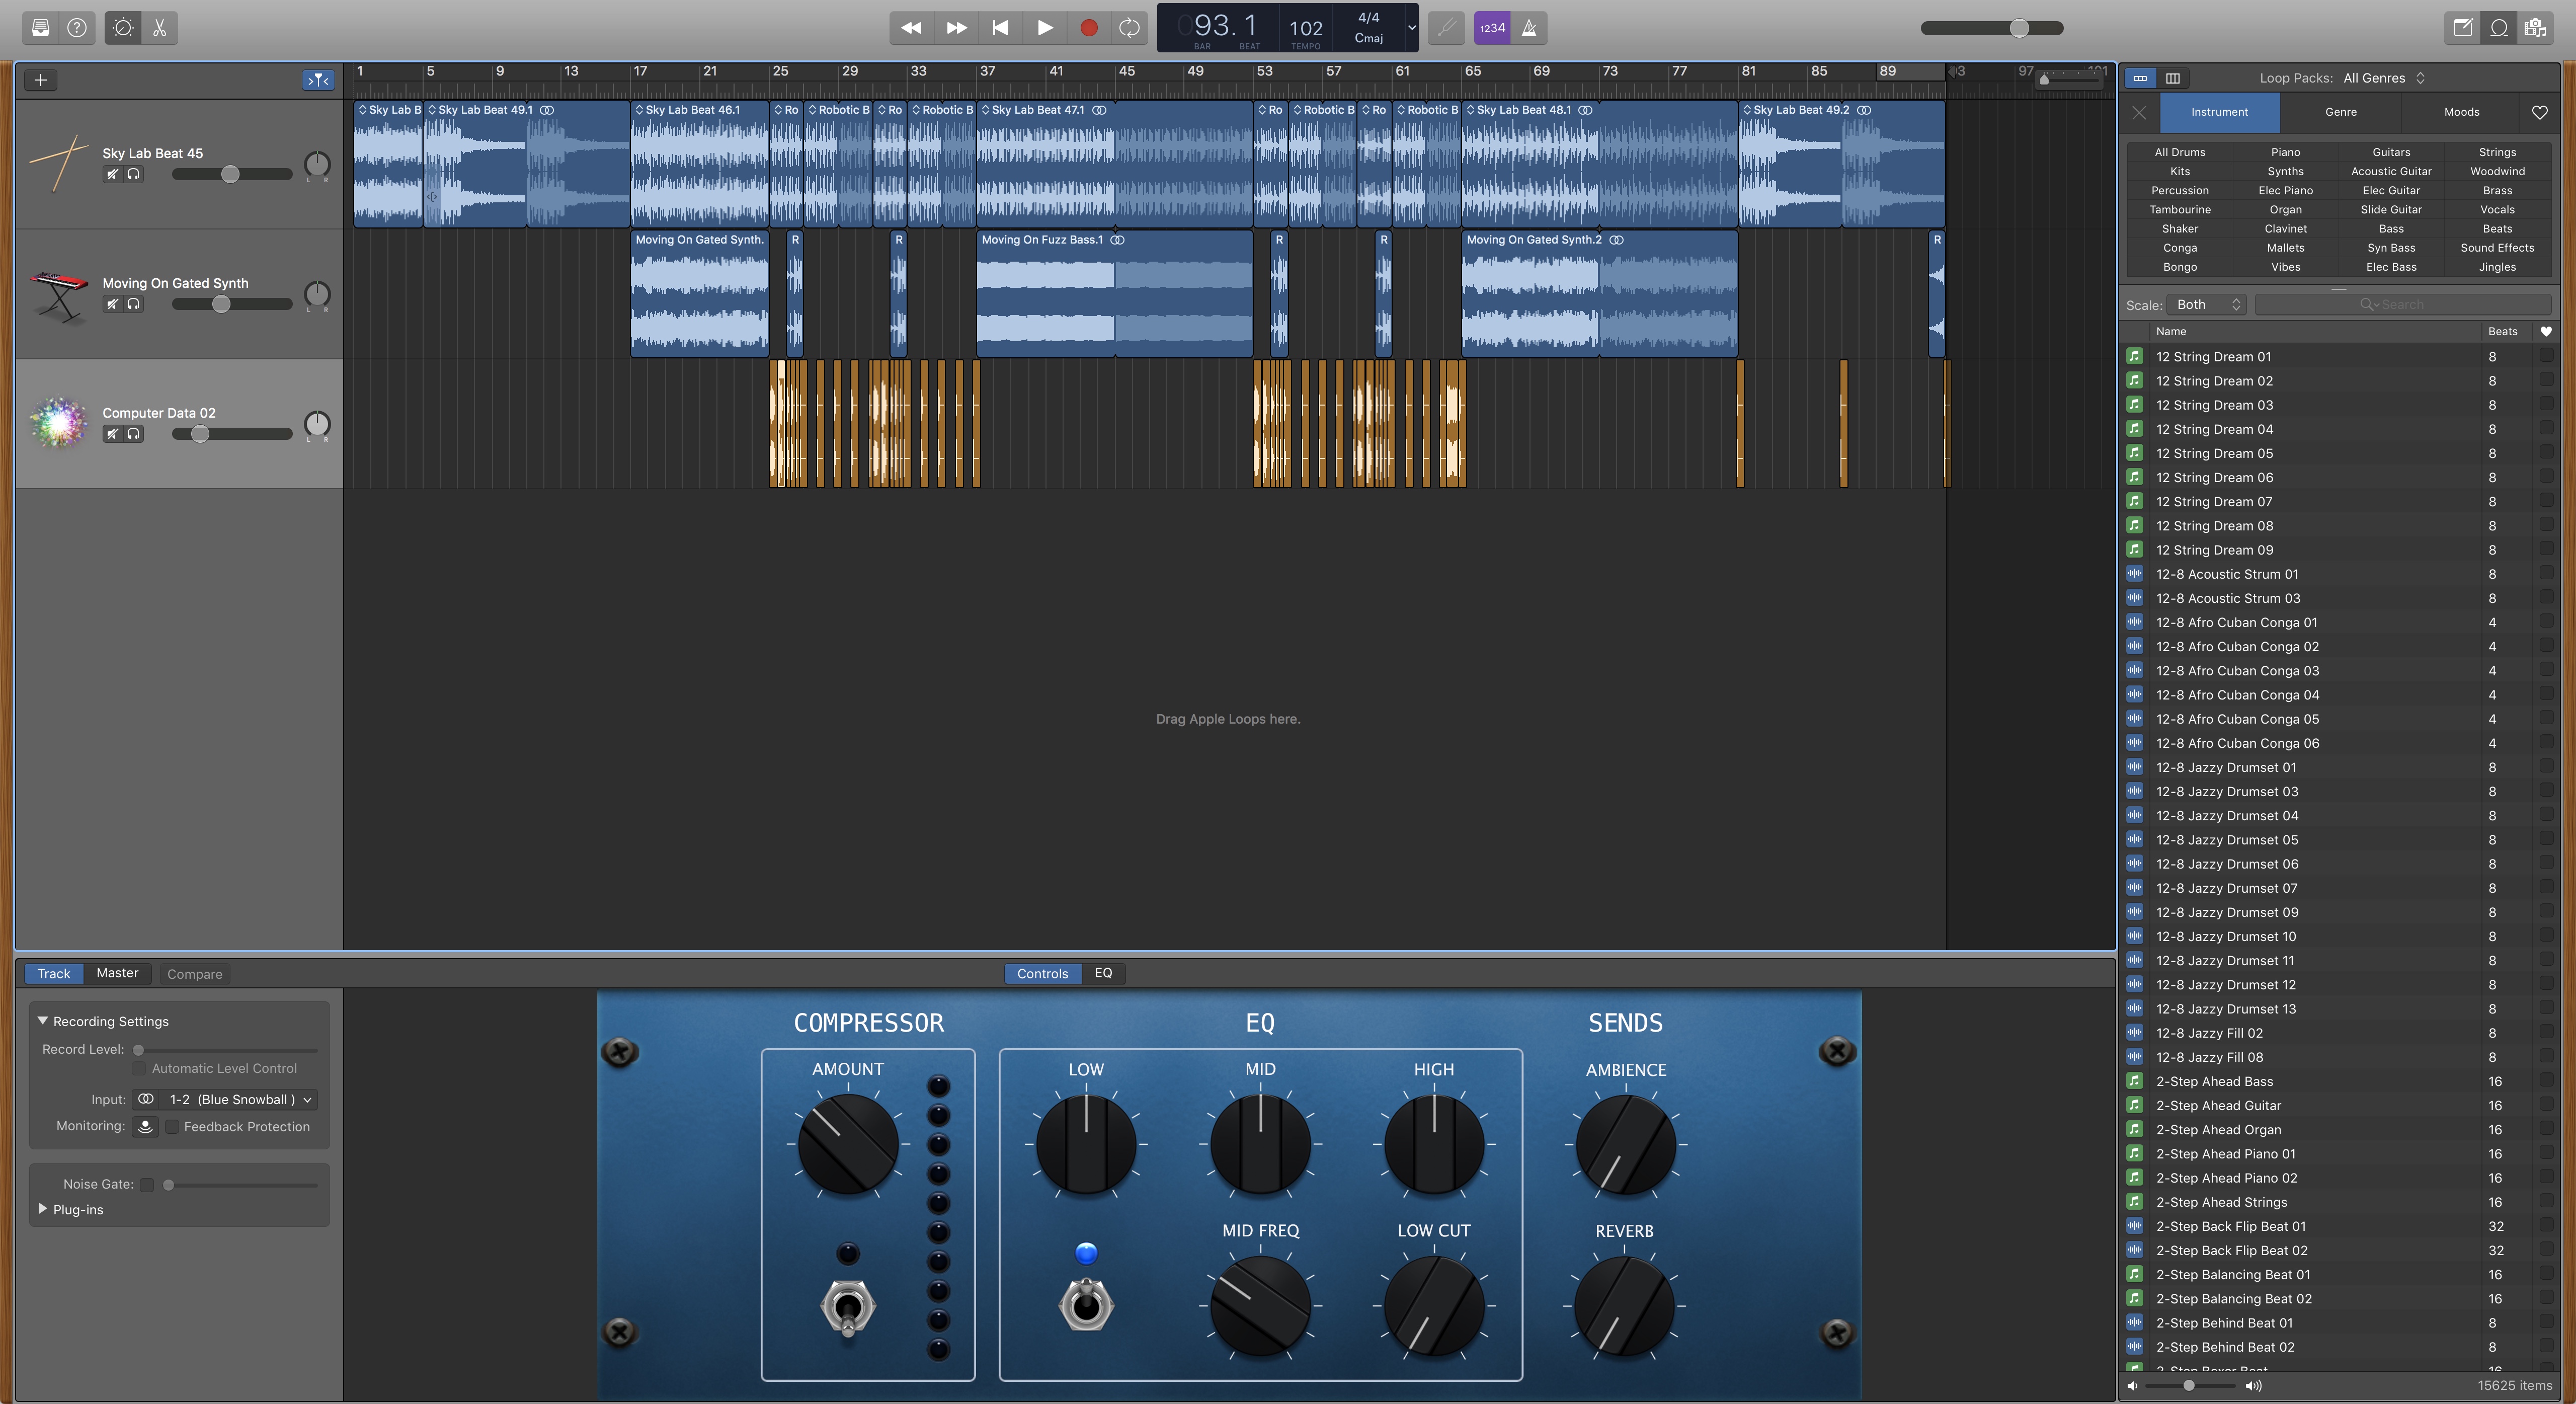 093.1
BAR BEAT
102
TEMPO
4/4
Cmaj
1234
1 5 9 13 17 21 25 29 33 37 41 45 49 53 57 61 65 69 73 77 81 85 89 97 101
Sky Lab Beat 45
L R
Sky Lab B
Sky Lab Beat 49.1
Sky Lab Beat 46.1
Ro
Robotic B
Ro
Robotic B
Sky Lab Beat 47.1
Ro
Robotic B
Ro
Robotic B
Sky Lab Beat 48.1
Sky Lab Beat 49.2
Moving On Gated Synth
L R
Moving On Gated Synth.
R
R
Moving On Fuzz Bass.1
R
R
Moving On Gated Synth.2
R
Computer Data 02
L R
Drag Apple Loops here.
Track Master Compare
Controls EQ
Recording Settings
Record Level:
Automatic Level Control
Input: 1-2 (Blue Snowball )
Monitoring: Feedback Protection
Noise Gate:
Plug-ins
COMPRESSOR EQ SENDS
AMOUNT LOW MID HIGH AMBIENCE
MID FREQ LOW CUT REVERB
Loop Packs: All Genres
Instrument Genre Moods
All Drums Piano Guitars Strings
Kits Synths Acoustic Guitar Woodwind
Percussion Elec Piano Elec Guitar Brass
Tambourine Organ Slide Guitar Vocals
Shaker Clavinet Bass Beats
Conga Mallets Syn Bass Sound Effects
Bongo Vibes Elec Bass Jingles
Scale: Both Search
Name Beats
12 String Dream 01 8
12 String Dream 02 8
12 String Dream 03 8
12 String Dream 04 8
12 String Dream 05 8
12 String Dream 06 8
12 String Dream 07 8
12 String Dream 08 8
12 String Dream 09 8
12-8 Acoustic Strum 01 8
12-8 Acoustic Strum 03 8
12-8 Afro Cuban Conga 01 4
12-8 Afro Cuban Conga 02 4
12-8 Afro Cuban Conga 03 4
12-8 Afro Cuban Conga 04 4
12-8 Afro Cuban Conga 05 4
12-8 Afro Cuban Conga 06 4
12-8 Jazzy Drumset 01 8
12-8 Jazzy Drumset 03 8
12-8 Jazzy Drumset 04 8
12-8 Jazzy Drumset 05 8
12-8 Jazzy Drumset 06 8
12-8 Jazzy Drumset 07 8
12-8 Jazzy Drumset 09 8
12-8 Jazzy Drumset 10 8
12-8 Jazzy Drumset 11 8
12-8 Jazzy Drumset 12 8
12-8 Jazzy Drumset 13 8
12-8 Jazzy Fill 02 8
12-8 Jazzy Fill 08 8
2-Step Ahead Bass 16
2-Step Ahead Guitar 16
2-Step Ahead Organ 16
2-Step Ahead Piano 01 16
2-Step Ahead Piano 02 16
2-Step Ahead Strings 16
2-Step Back Flip Beat 01 32
2-Step Back Flip Beat 02 32
2-Step Balancing Beat 01 16
2-Step Balancing Beat 02 16
2-Step Behind Beat 01 8
2-Step Behind Beat 02 8
15625 items